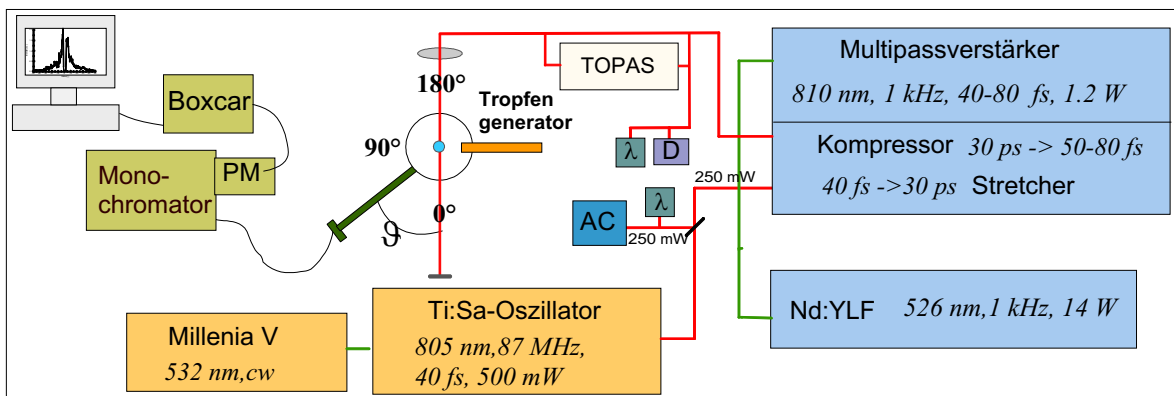 Multipassverstärker
810 nm, 1 kHz, 40-80 fs, 1.2 W
TOPAS
Boxcar
180°
Tropfen
generator
90°
λ
D
Kompressor 30 ps -> 50-80 fs
PM
Mono-
chromator
250 mW
40 fs ->30 ps Stretcher
0°
λ
AC
ϑ
250 mW
Ti:Sa-Oszillator
805 nm,87 MHz,
40 fs, 500 mW
Nd:YLF 526 nm,1 kHz, 14 W
Millenia V
532 nm,cw